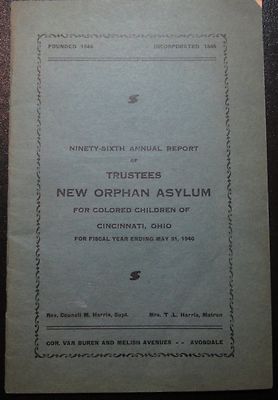 FOUNDED 1845 INCORPORATED 1845
NINETY-SIXTH ANNUAL REPORT
OF
TRUSTEES
NEW ORPHAN ASYLUM
FOR COLORED CHILDREN OF
CINCINNATI, OHIO
FOR FISCAL YEAR ENDING MAY 31, 1940
Rev. Council M. Harris, Supt. Mrs. T. L. Harris, Matron
COR. VAN BUREN AND MELISH AVENUES - - AVONDALE